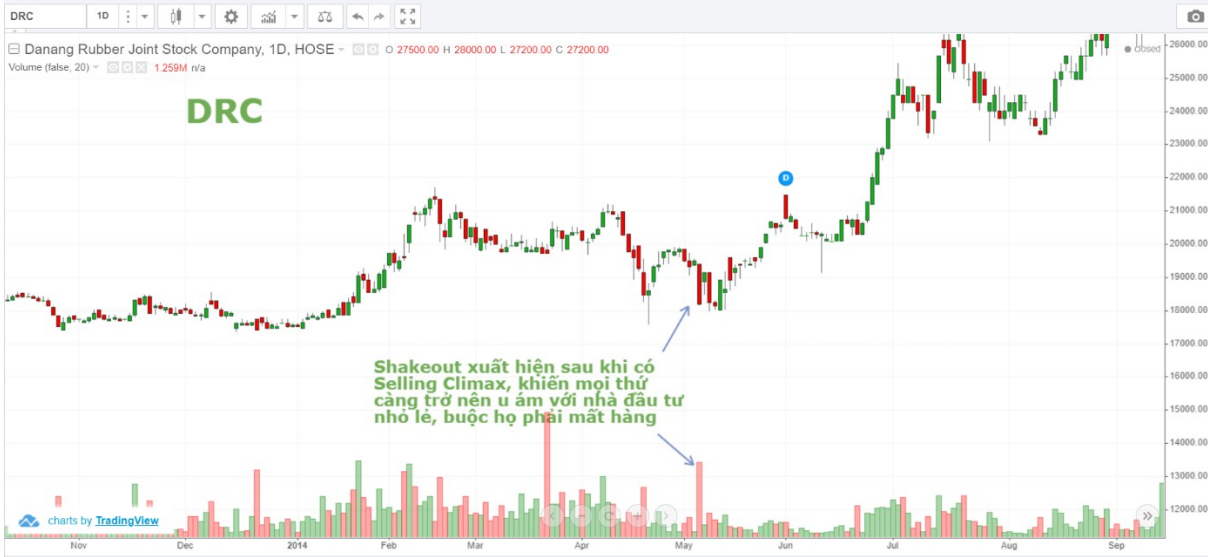 DRC 1D
Danang Rubber Joint Stock Company, 1D, HOSE O 27500.00 H 28000.00 L 27200.00 C 27200.00
closed
Volume (false, 20) 1.259M n/a
DRC
D
Shakeout xuất hiện sau khi có
Selling Climax, khiến mọi thứ
càng trở nên u ám với nhà đầu tư
nhỏ lẻ, buộc họ phải mất hàng
26000.00
25000.00
24000.00
23000.00
22000.00
21000.00
20000.00
19000.00
18000.00
17000.00
16000.00
15000.00
14000.00
13000.00
12000.00
charts by TradingView
Nov Dec 2014 Feb Mar Apr May Jun Jul Aug Sep